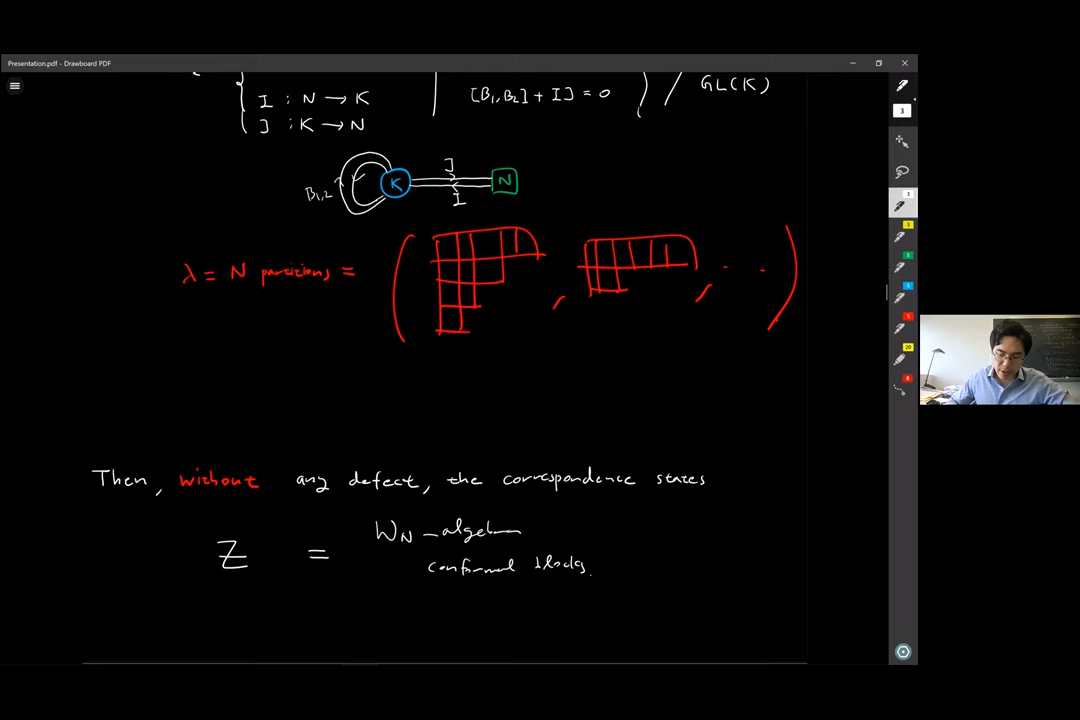 Presentation.pdf - Drawboard PDF
I : N → K
J : K → N
[B₁,B₂] + IJ = 0
GL(K)
B₁,₂
K
J
I
N
λ = N partitions =
Then, without any defect, the correspondence states
Z = W_N - algebra
conformal blocks.